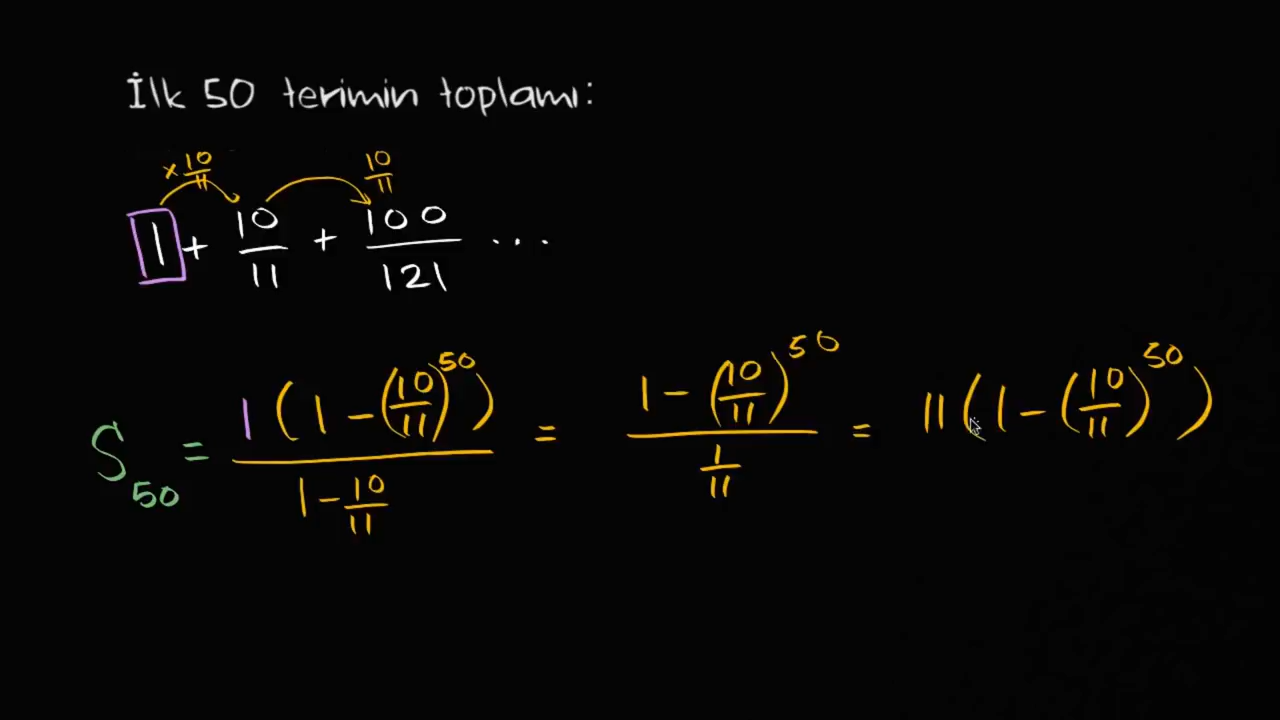 İlk 50 terimin toplamı:
×10/11 10/11
1 + 10/11 + 100/121 ...
S₅₀ = 1(1 − (10/11)⁵⁰) / (1 − 10/11) = (1 − (10/11)⁵⁰) / (1/11) = 11(1 − (10/11)⁵⁰)